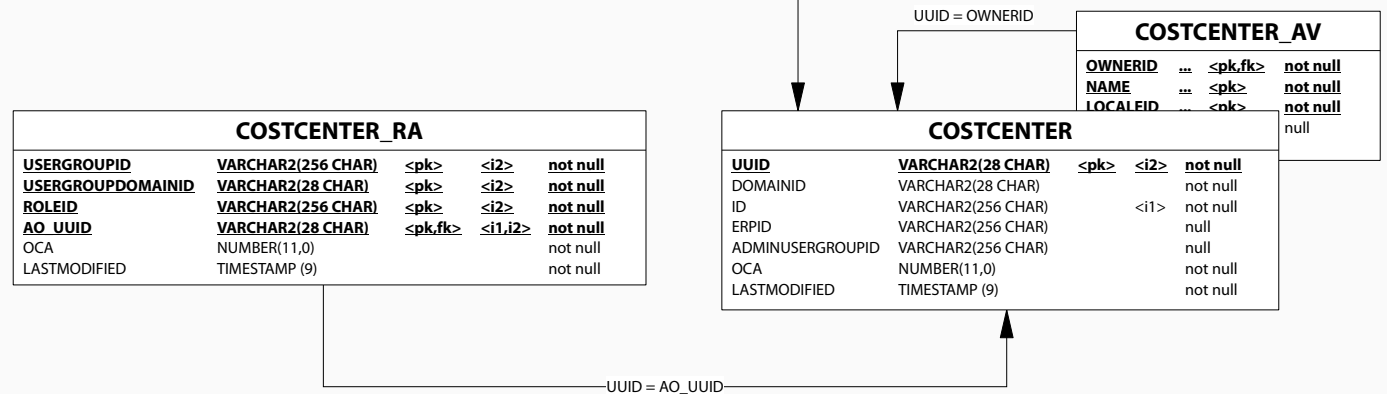 UUID = OWNERID
COSTCENTER_AV
OWNERID ... <pk,fk> not null
NAME ... <pk> not null
LOCALEID ... <pk> not null
null
COSTCENTER_RA
USERGROUPID VARCHAR2(256 CHAR) <pk> <i2> not null
USERGROUPDOMAINID VARCHAR2(28 CHAR) <pk> <i2> not null
ROLEID VARCHAR2(256 CHAR) <pk> <i2> not null
AO_UUID VARCHAR2(28 CHAR) <pk,fk> <i1,i2> not null
OCA NUMBER(11,0) not null
LASTMODIFIED TIMESTAMP (9) not null
COSTCENTER
UUID VARCHAR2(28 CHAR) <pk> <i2> not null
DOMAINID VARCHAR2(28 CHAR) not null
ID VARCHAR2(256 CHAR) <i1> not null
ERPID VARCHAR2(256 CHAR) null
ADMINUSERGROUPID VARCHAR2(256 CHAR) null
OCA NUMBER(11,0) not null
LASTMODIFIED TIMESTAMP (9) not null
UUID = AO_UUID